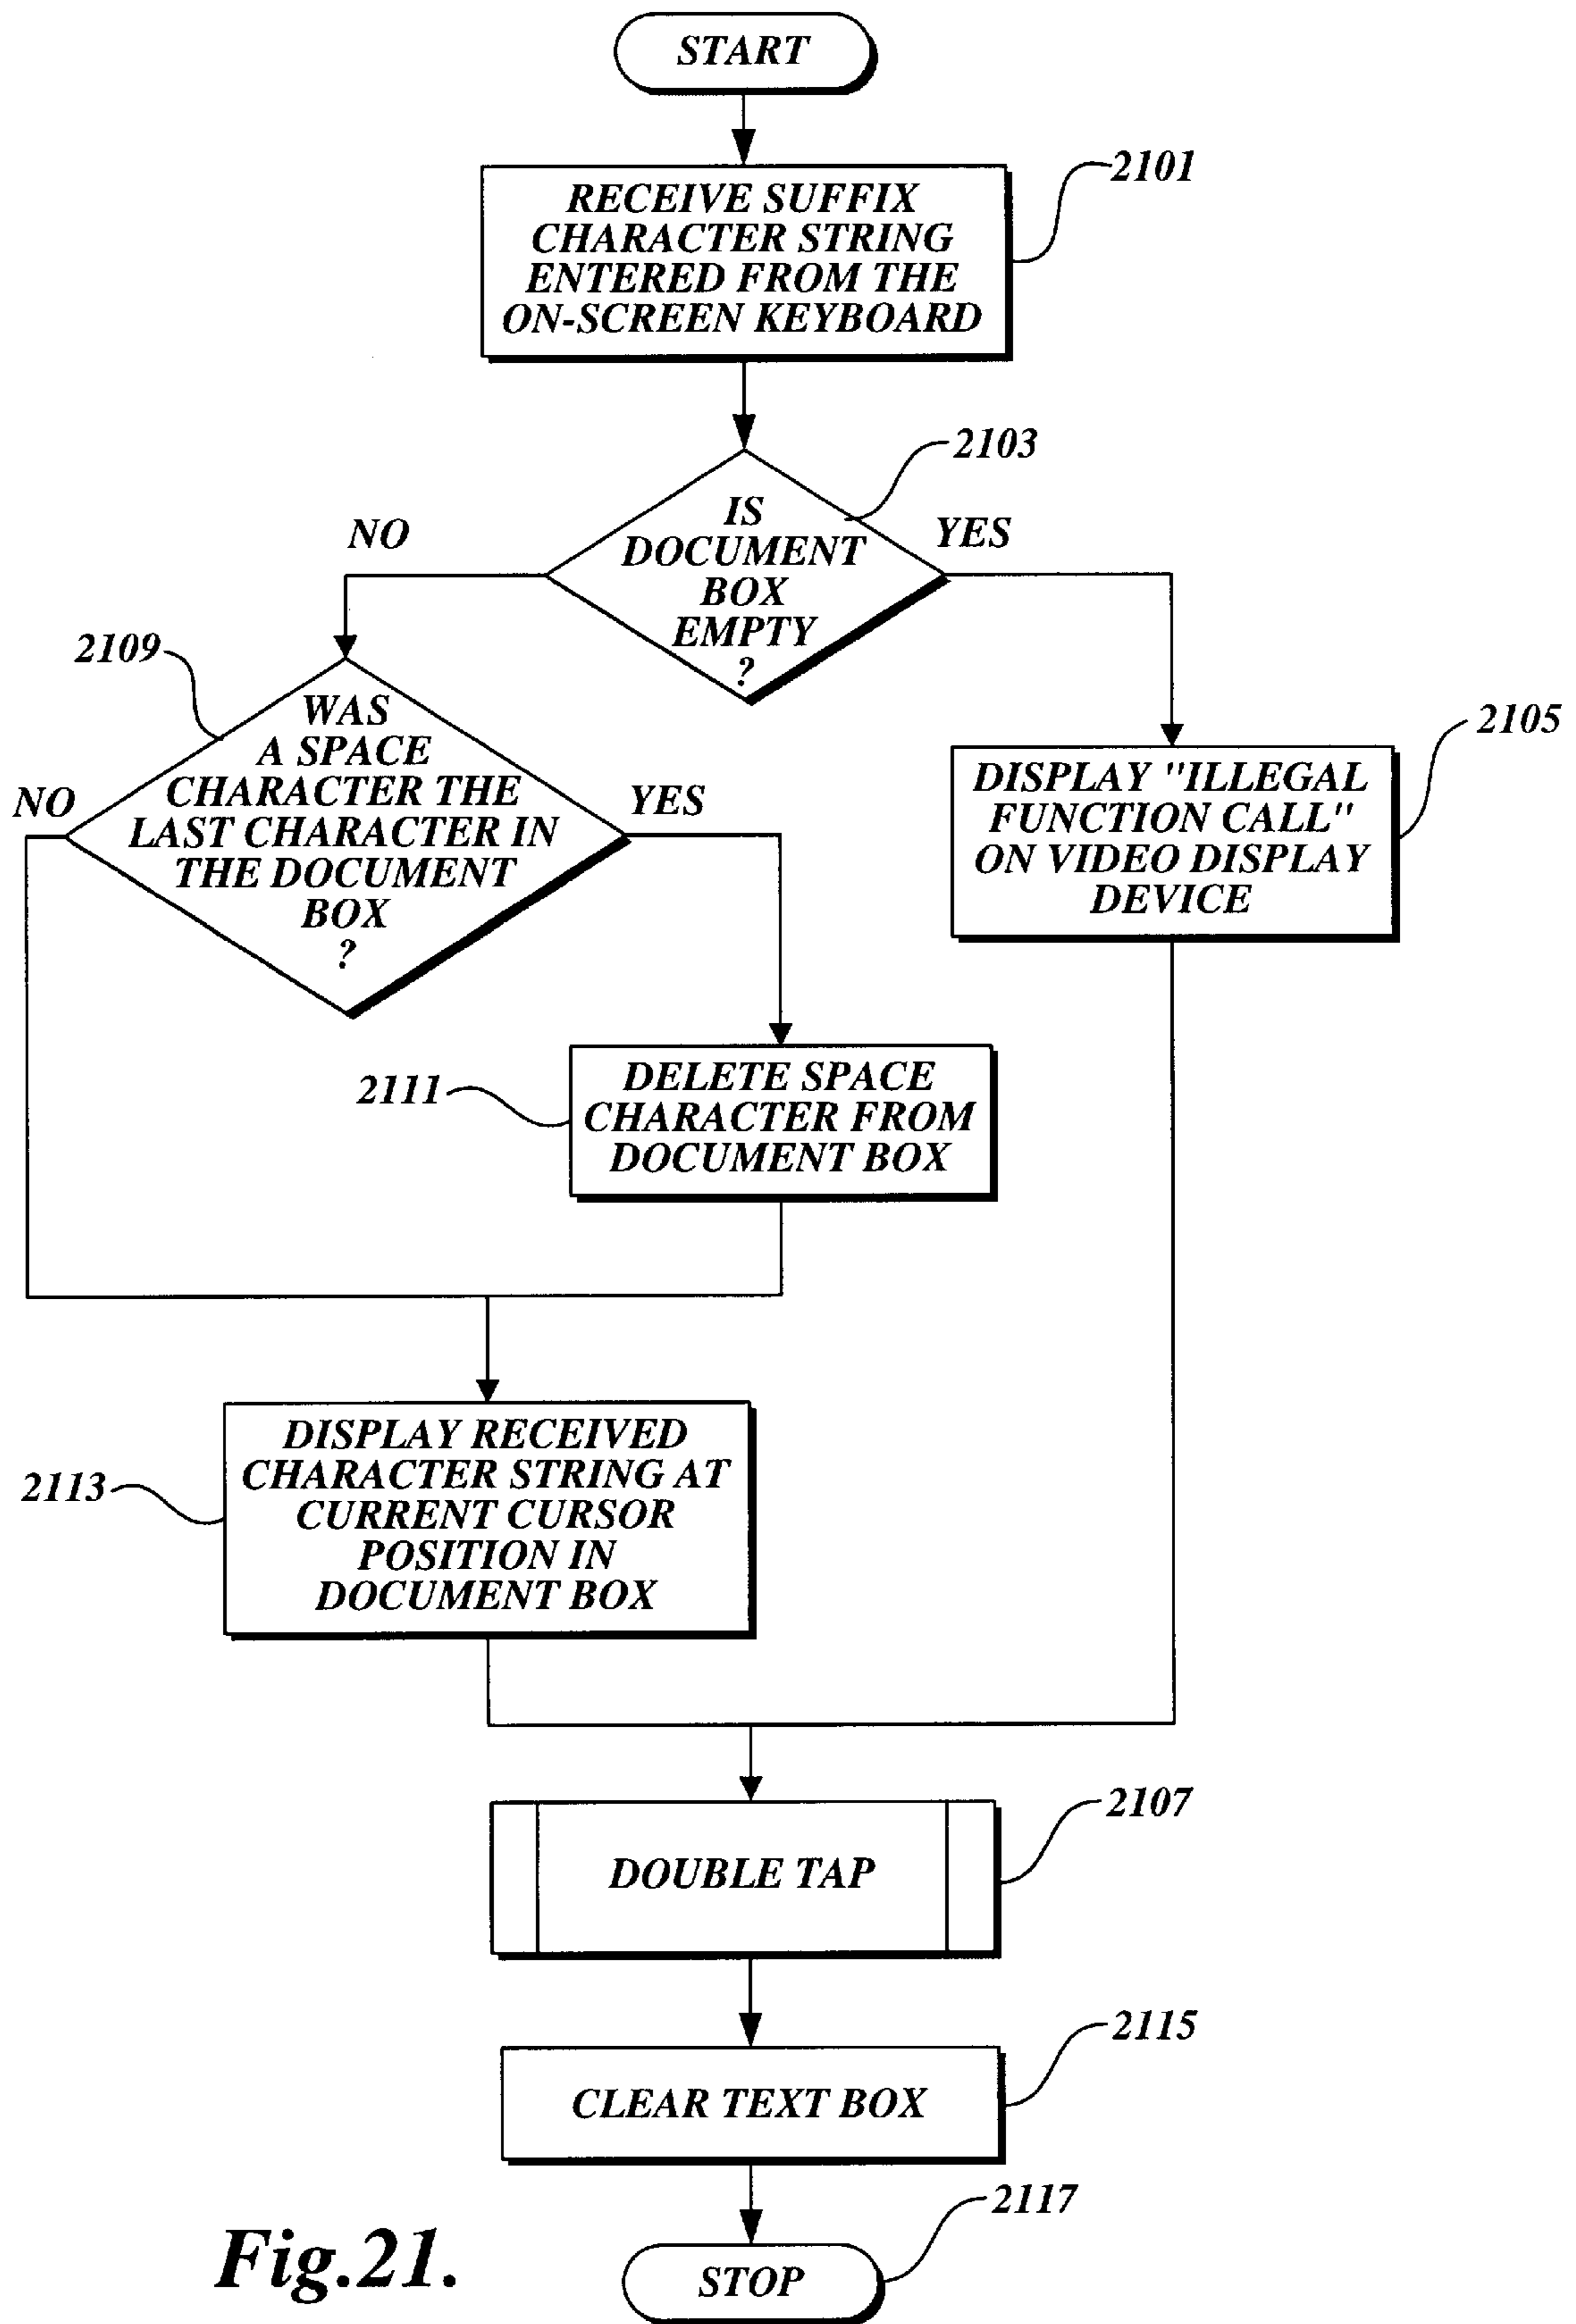 START
2101
RECEIVE SUFFIX
CHARACTER STRING
ENTERED FROM THE
ON-SCREEN KEYBOARD
2103
NO
IS
DOCUMENT
BOX
EMPTY
?
YES
2109
WAS
A SPACE
CHARACTER THE
LAST CHARACTER IN
THE DOCUMENT
BOX
?
NO
YES
2105
DISPLAY "ILLEGAL
FUNCTION CALL"
ON VIDEO DISPLAY
DEVICE
2111
DELETE SPACE
CHARACTER FROM
DOCUMENT BOX
2113
DISPLAY RECEIVED
CHARACTER STRING AT
CURRENT CURSOR
POSITION IN
DOCUMENT BOX
2107
DOUBLE TAP
2115
CLEAR TEXT BOX
2117
STOP
Fig.21.